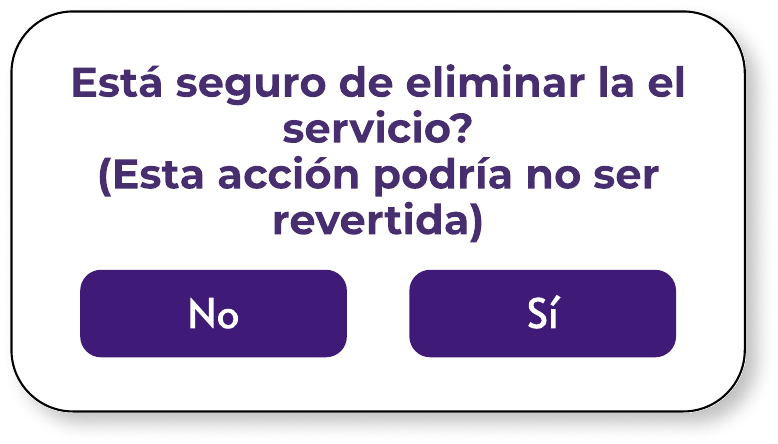 Está seguro de eliminar la el
servicio?
(Esta acción podría no ser
revertida)
No
Sí